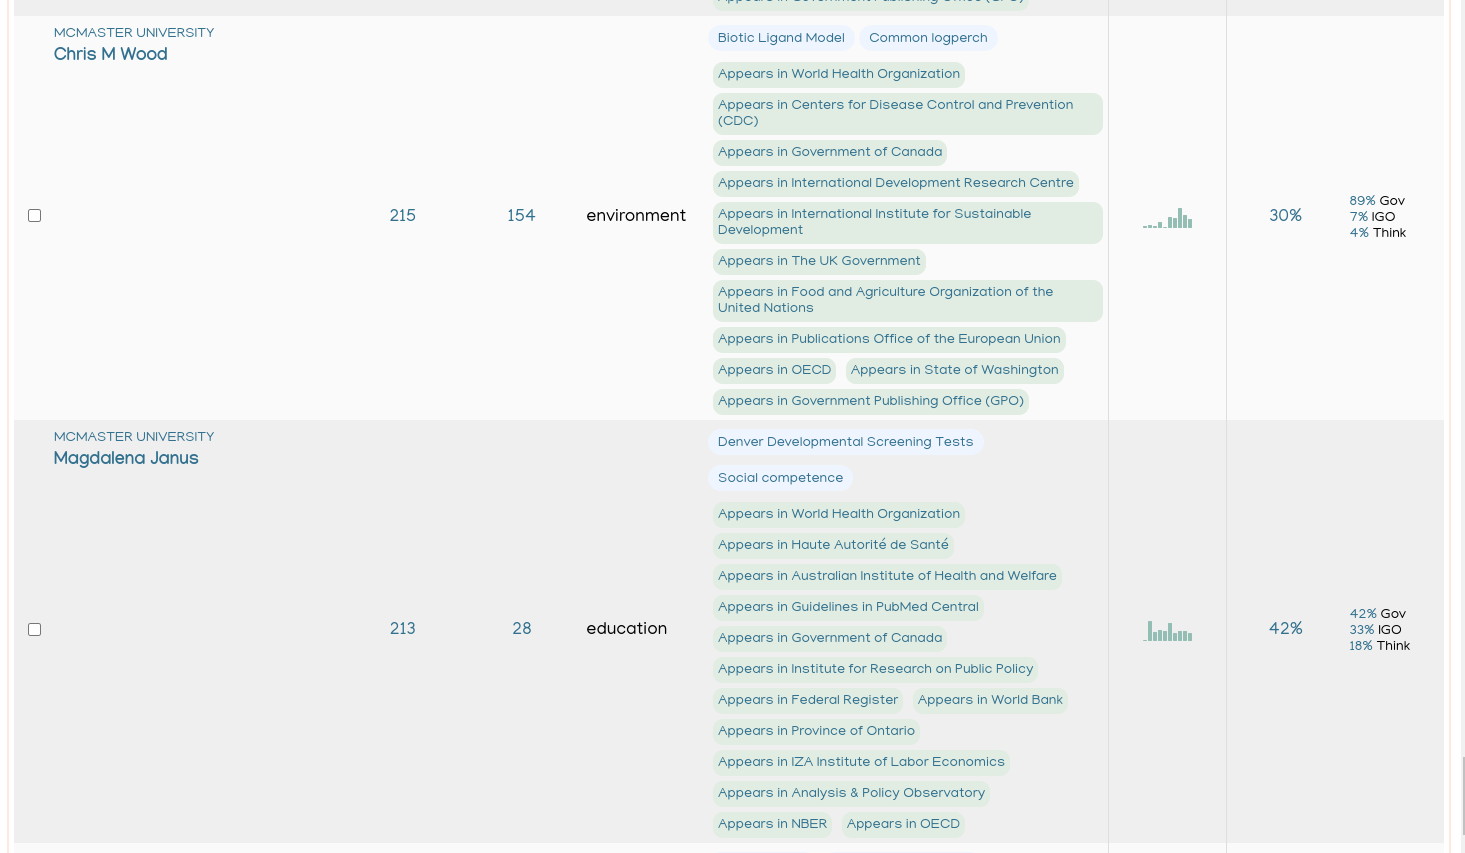 MCMASTER UNIVERSITY
Chris M Wood
215
154
environment
Biotic Ligand Model
Common logperch
Appears in World Health Organization
Appears in Centers for Disease Control and Prevention
(CDC)
Appears in Government of Canada
Appears in International Development Research Centre
Appears in International Institute for Sustainable
Development
Appears in The UK Government
Appears in Food and Agriculture Organization of the
United Nations
Appears in Publications Office of the European Union
Appears in OECD
Appears in State of Washington
Appears in Government Publishing Office (GPO)
30%
89% Gov
7% IGO
4% Think
MCMASTER UNIVERSITY
Magdalena Janus
213
28
education
Denver Developmental Screening Tests
Social competence
Appears in World Health Organization
Appears in Haute Autorité de Santé
Appears in Australian Institute of Health and Welfare
Appears in Guidelines in PubMed Central
Appears in Government of Canada
Appears in Institute for Research on Public Policy
Appears in Federal Register
Appears in World Bank
Appears in Province of Ontario
Appears in IZA Institute of Labor Economics
Appears in Analysis & Policy Observatory
Appears in NBER
Appears in OECD
42%
42% Gov
33% IGO
18% Think